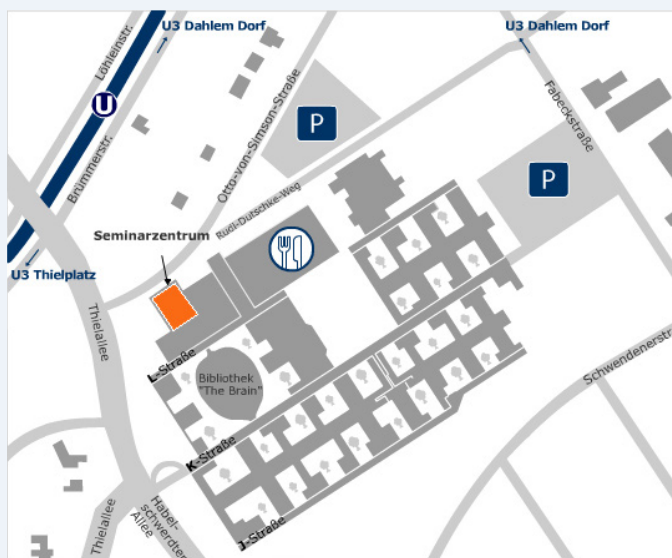 U3 Dahlem Dorf
U3 Dahlem Dorf
Löhleinstr.
U
Brümmerstr.
Otto-von-Simson-Straße
P
Fabeckstraße
P
Rudi-Dutschke-Weg
Seminarzentrum
U3 Thielplatz
Thielallee
L-Straße
Bibliothek
"The Brain"
Schwendenerstr
K-Straße
Habel-
schwerdter
Allee
Thielallee
J-Straße